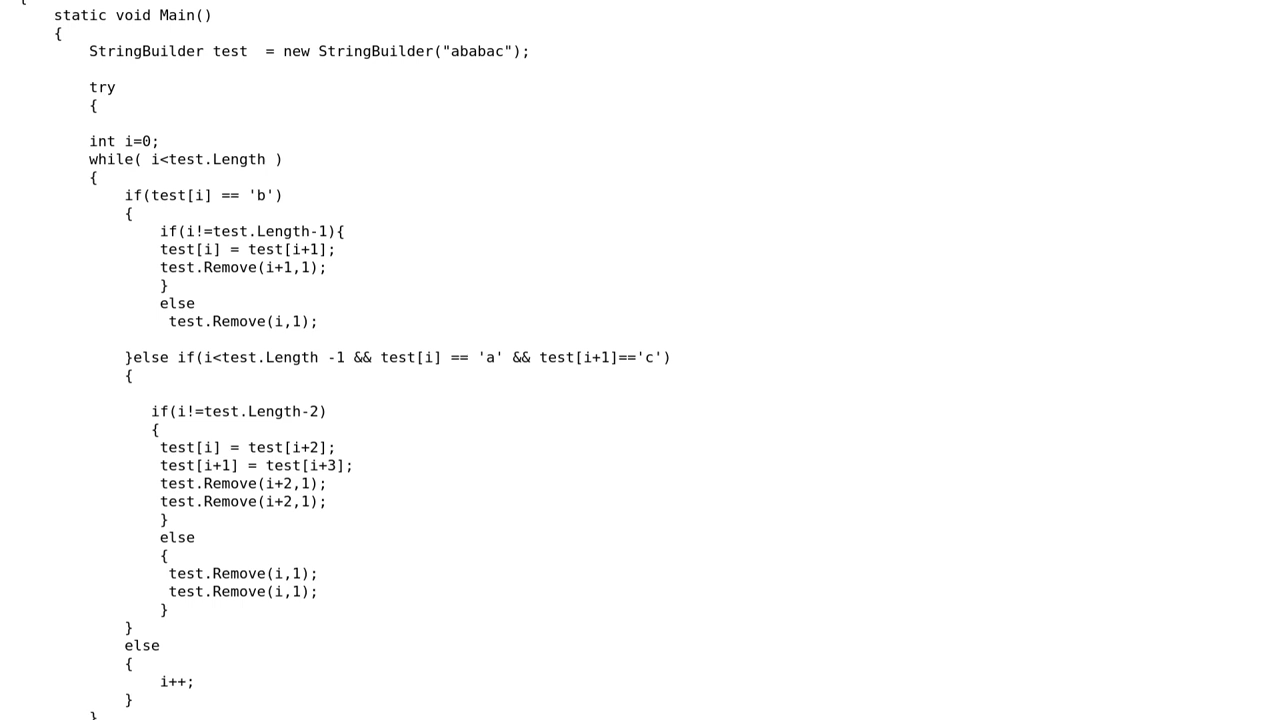 {
static void Main()
{
StringBuilder test  = new StringBuilder("ababac");
try
{
int i=0;
while( i<test.Length )
{
if(test[i] == 'b')
{
if(i!=test.Length-1){
test[i] = test[i+1];
test.Remove(i+1,1);
}
else
test.Remove(i,1);
}else if(i<test.Length -1 && test[i] == 'a' && test[i+1]=='c')
{
if(i!=test.Length-2)
{
test[i] = test[i+2];
test[i+1] = test[i+3];
test.Remove(i+2,1);
test.Remove(i+2,1);
}
else
{
test.Remove(i,1);
test.Remove(i,1);
}
}
else
{
i++;
}
}